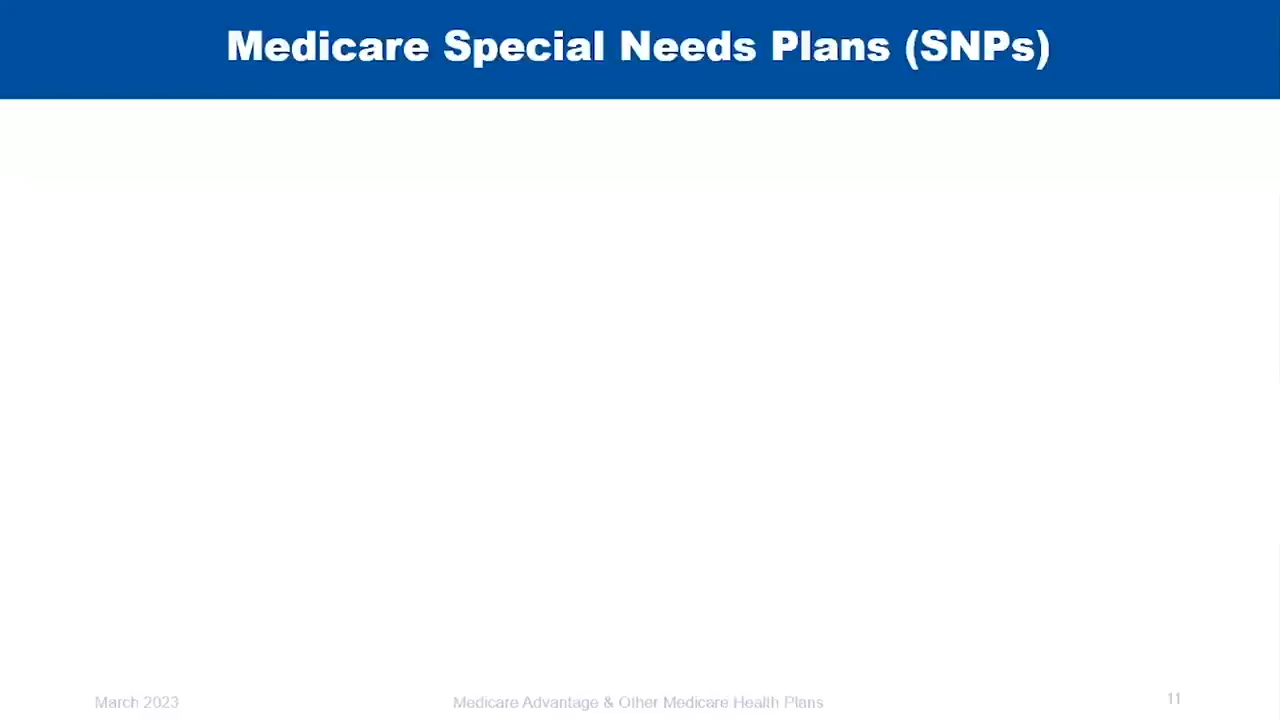 Medicare Special Needs Plans (SNPs)
March 2023
Medicare Advantage & Other Medicare Health Plans
11